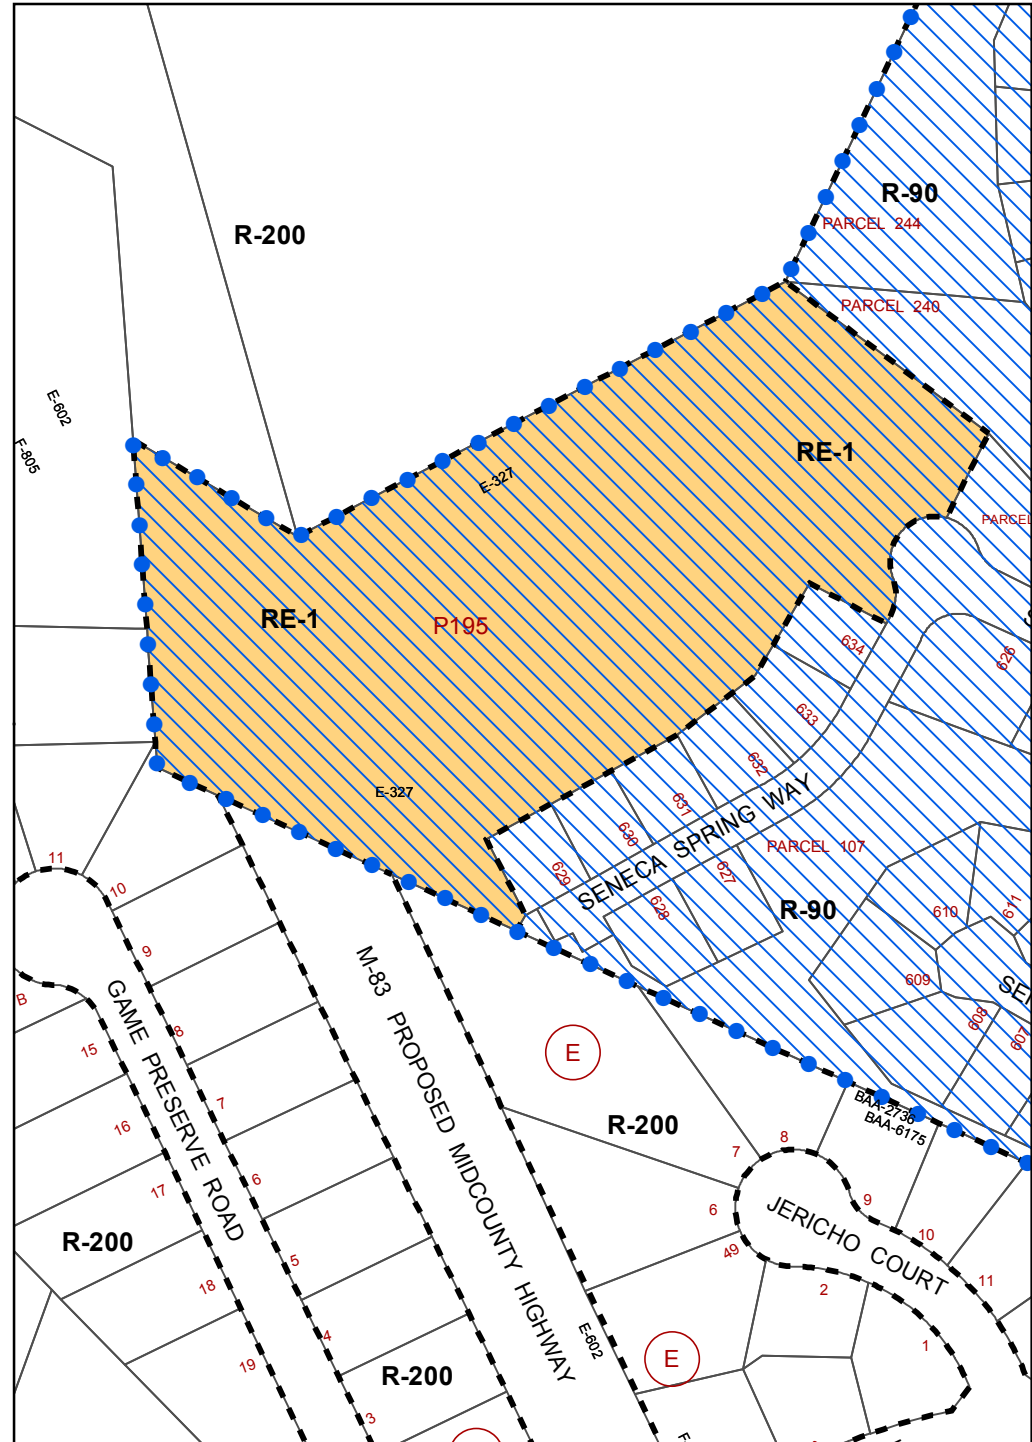 R-90
PARCEL 244
R-200
PARCEL 240
E-602
F-805
RE-1
E-327
PARCEL
RE-1
P195
634
626
633
632
E-327
631
630
629
SENECA SPRING WAY
PARCEL 107
627
628
R-90
610
611
609
608
607
11
10
9
8
7
6
5
4
3
B
15
16
17
18
19
GAME PRESERVE ROAD
M-83 PROPOSED MIDCOUNTY HIGHWAY
E
R-200
BAA-2736
BAA-6175
7
8
9
10
11
6
49
2
1
JERICHO COURT
R-200
R-200
E-602
E